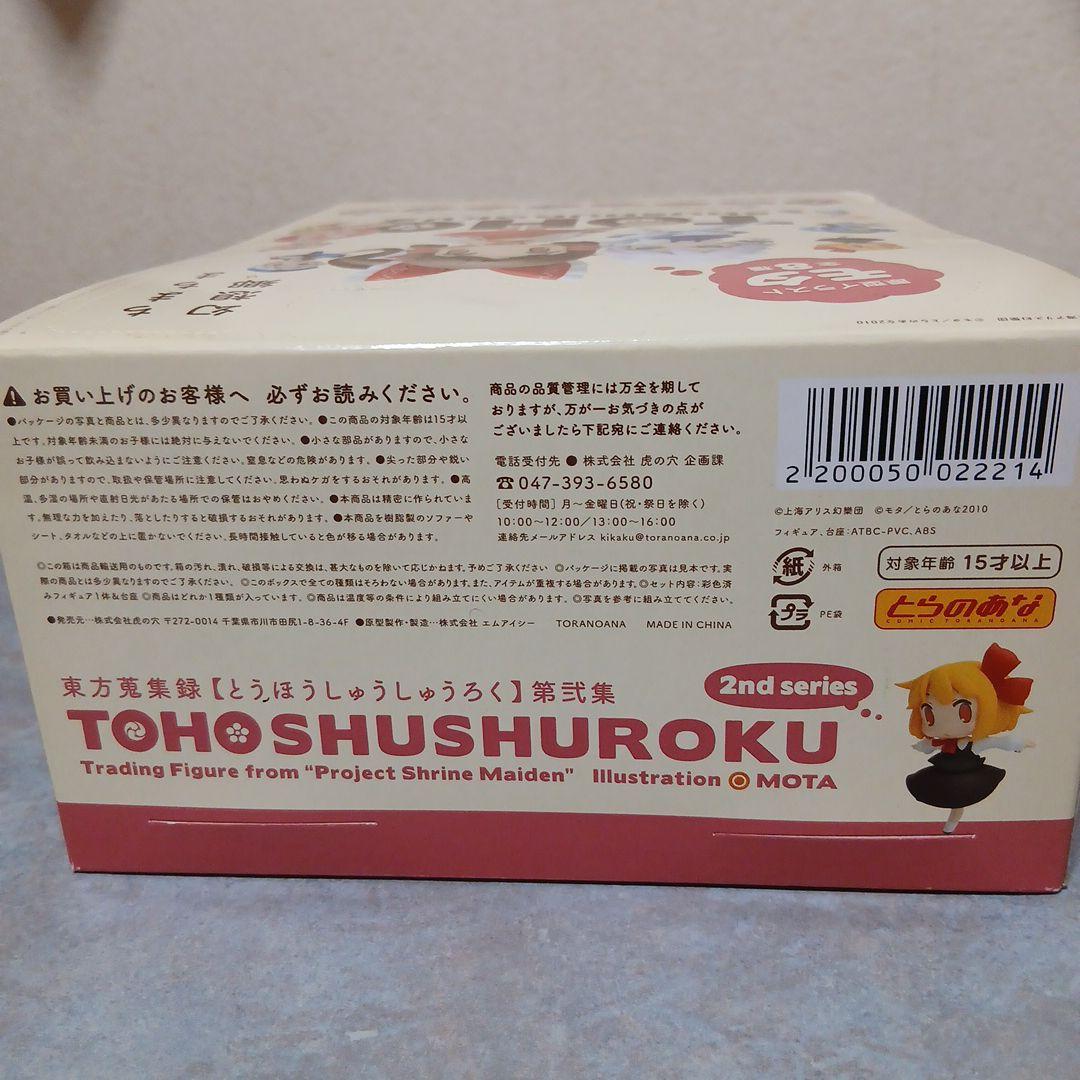 ©モタ/とらのあな2010
⚠お買い上げのお客様へ 必ずお読みください。
●パッケージの写真と商品とは、多少異なりますのでご了承ください。●この商品の対象年齢は15才以
上です。対象年齢未満のお子様には絶対に与えないでください。●小さな部品がありますので、小さな
お子様が誤って飲み込まないようにご注意ください。窒息などの危険があります。●尖った部分や鋭い
部分がありますので、取扱や保管場所に注意してください。思わぬケガをするおそれがあります。●高
温、多湿の場所や直射日光があたる場所での保管はおやめください。●本商品は精密に作られていま
す。無理な力を加えたり、落としたりすると破損するおそれがあります。●本商品を樹脂製のソファーや
シート、タオルなどの上に置かないでください。長時間接触していると色が移る場合があります。
◎この箱は商品輸送用のものです。箱の汚れ、潰れ、破損等による交換は、甚大なものを除いて応じかねます。予めご了承ください ◎パッケージに掲載の写真は見本です。実
際の商品とは多少異なりますのでご了承ください。◎このボックスで全ての種類はそろわない場合があります。また、アイテムが重複する場合があります。◎セット内容:彩色済
みフィギュア1体&台座 ◎商品はどれか1種類が入っています。◎商品は温度等の条件により組み立てにくい場合があります。◎写真を参考に組み立ててください。
●発売元…株式会社虎の穴 〒272-0014 千葉県市川市田尻1-8-36-4F ●原型製作・製造…株式会社 エムアイシー TORANOANA MADE IN CHINA
商品の品質管理には万全を期して
おりますが、万が一お気づきの点が
ございましたら下記宛にご連絡ください。
電話受付先 ● 株式会社 虎の穴 企画課
☎047-393-6580
[受付時間] 月〜金曜日(祝・祭日を除く)
10:00〜12:00/13:00〜16:00
連絡先メールアドレス kikaku@toranoana.co.jp
2 200050 022214
©上海アリス幻樂団 ©モタ/とらのあな2010
フィギュア、台座:ATBC-PVC、ABS
紙 外箱
プラ PE袋
対象年齢 15才以上
とらのあな
COMIC TORANOANA
東方蒐集録【とうほうしゅうしゅうろく】第弐集
2nd series
TOHO SHUSHUROKU
Trading Figure from "Project Shrine Maiden" Illustration MOTA